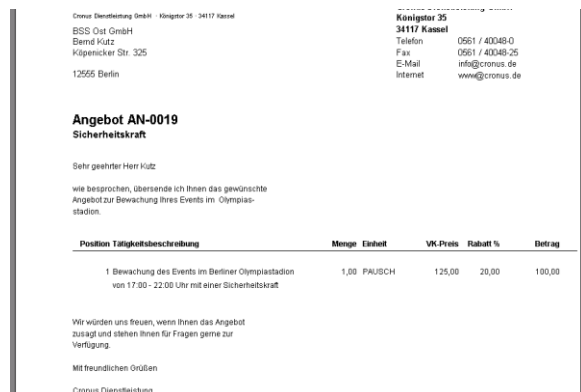 Cronus Dienstleistung GmbH · Königstor 35 · 34117 Kassel
BSS Ost GmbH
Bernd Kutz
Köpenicker Str. 325
12555 Berlin
Königstor 35
34117 Kassel
Telefon 0561 / 40048-0
Fax 0561 / 40048-25
E-Mail info@cronus.de
Internet www@cronus.de
Angebot AN-0019
Sicherheitskraft
Sehr geehrter Herr Kutz
wie besprochen, übersende ich Ihnen das gewünschte
Angebot zur Bewachung Ihres Events im Olympias-
stadion.
Position Tätigkeitsbeschreibung Menge Einheit VK-Preis Rabatt % Betrag
1 Bewachung des Events im Berliner Olympiastadion 1,00 PAUSCH 125,00 20,00 100,00
von 17:00 - 22:00 Uhr mit einer Sicherheitskraft
Wir würden uns freuen, wenn Ihnen das Angebot
zusagt und stehen Ihnen für Fragen gerne zur
Verfügung.
Mit freundlichen Grüßen
Cronus Dienstleistung